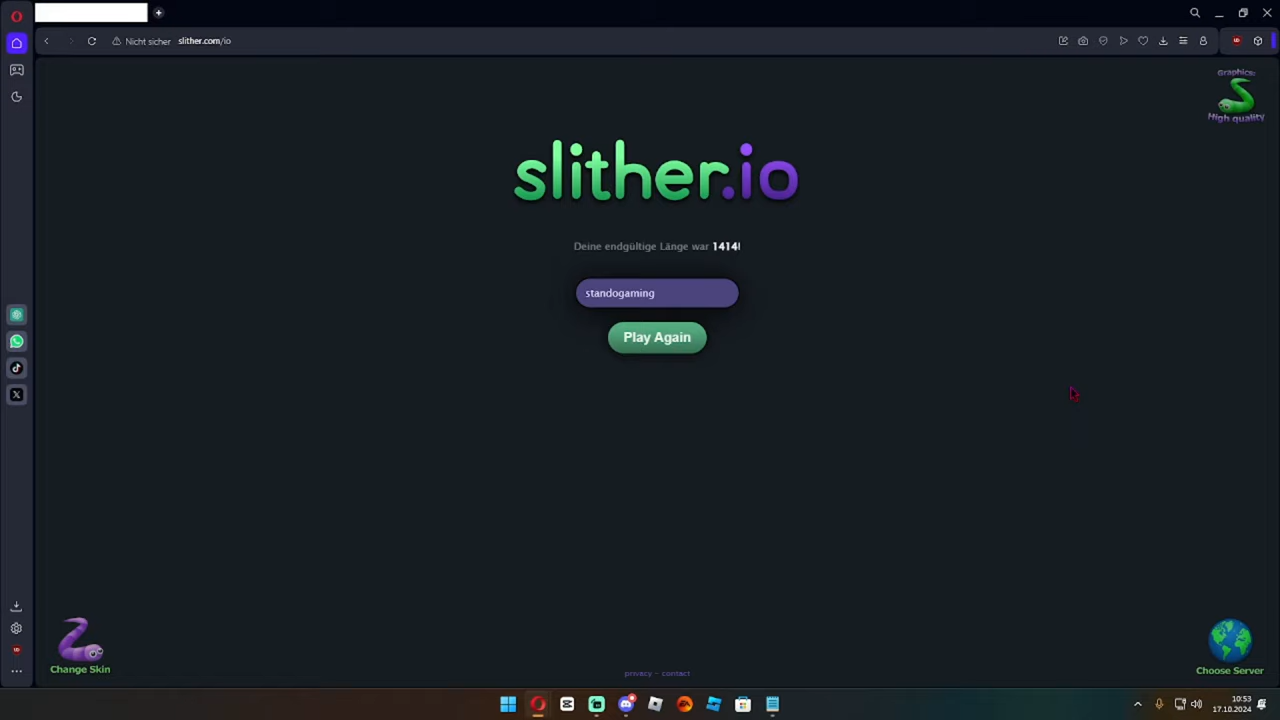 Nicht sicher slither.com/io
Graphics:
High quality
slither.io
Deine endgültige Länge war 1414!
standogaming
Play Again
Change Skin
Choose Server
privacy - contact
10:53
17.10.2024